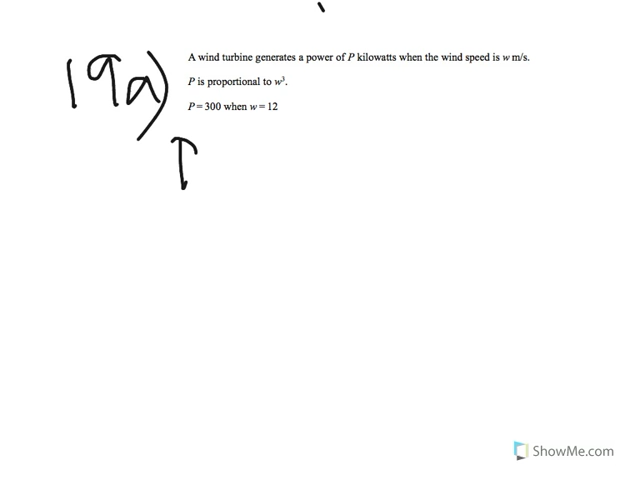 19a)
A wind turbine generates a power of P kilowatts when the wind speed is w m/s.
P is proportional to w³.
P = 300 when w = 12
ShowMe.com